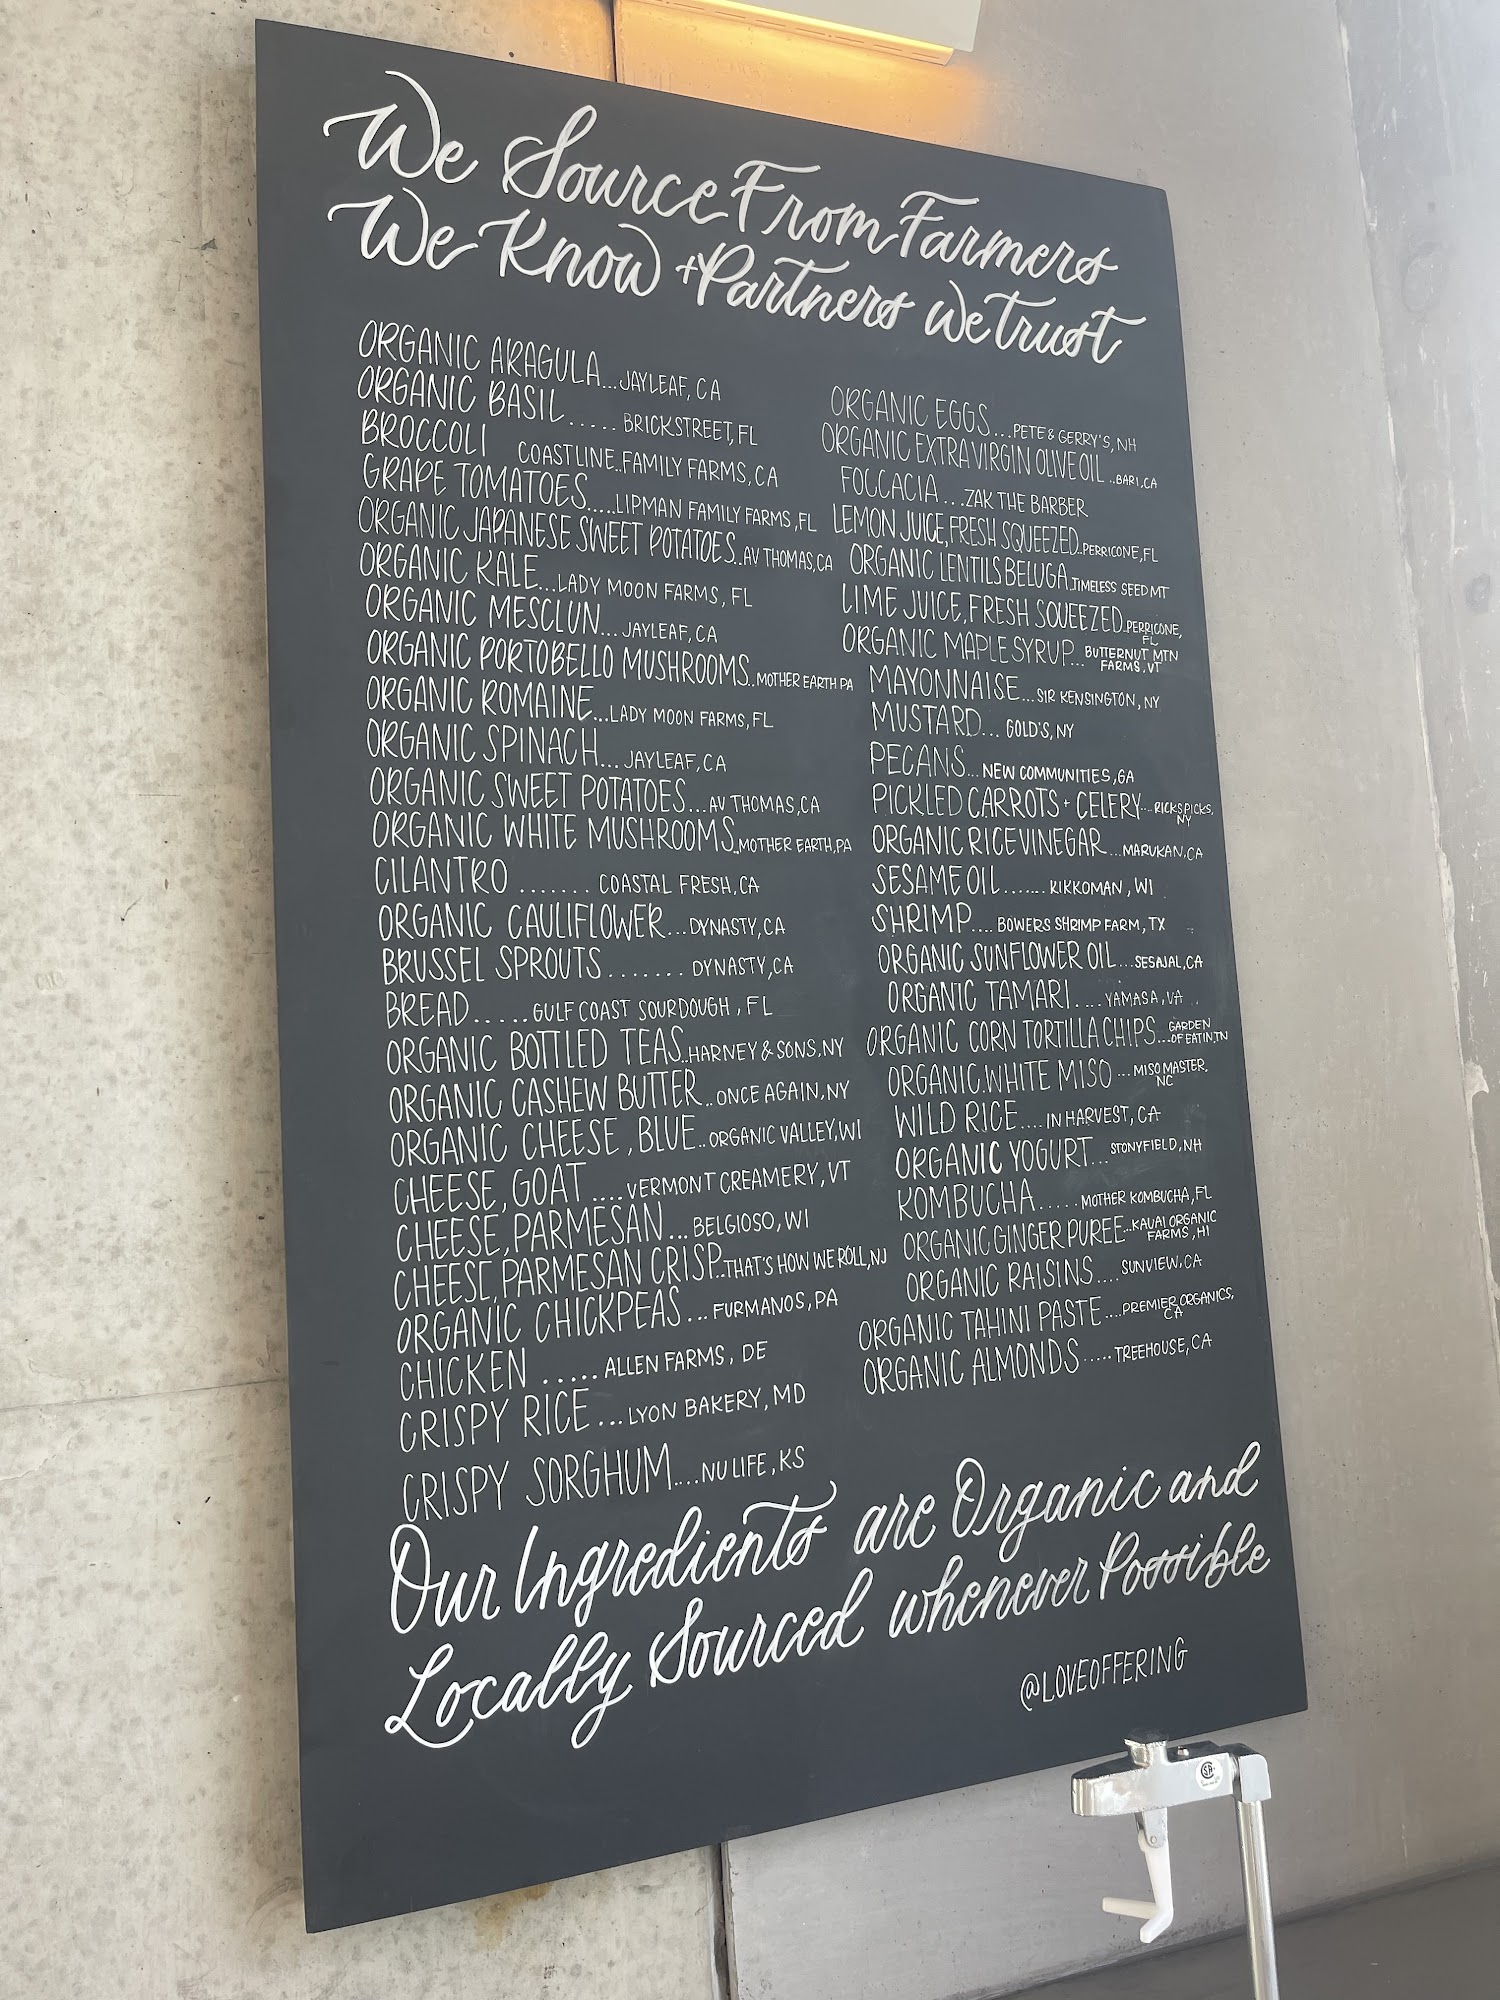 We Source From Farmers
We Know + Partners We Trust
ORGANIC ARAGULA...JAYLEAF, CA
ORGANIC BASIL.....BRICKSTREET, FL
BROCCOLI COASTLINE..FAMILY FARMS, CA
GRAPE TOMATOES.....LIPMAN FAMILY FARMS, FL
ORGANIC JAPANESE SWEET POTATOES..AV THOMAS, CA
ORGANIC KALE...LADY MOON FARMS, FL
ORGANIC MESCLUN...JAYLEAF, CA
ORGANIC PORTOBELLO MUSHROOMS..MOTHER EARTH PA
ORGANIC ROMAINE...LADY MOON FARMS, FL
ORGANIC SPINACH...JAYLEAF, CA
ORGANIC SWEET POTATOES...AV THOMAS, CA
ORGANIC WHITE MUSHROOMS..MOTHER EARTH, PA
CILANTRO .......COASTAL FRESH, CA
ORGANIC CAULIFLOWER...DYNASTY, CA
BRUSSEL SPROUTS.......DYNASTY, CA
BREAD.....GULF COAST SOURDOUGH, FL
ORGANIC BOTTLED TEAS..HARNEY & SONS, NY
ORGANIC CASHEW BUTTER..ONCE AGAIN, NY
ORGANIC CHEESE, BLUE..ORGANIC VALLEY, WI
CHEESE, GOAT ....VERMONT CREAMERY, VT
CHEESE, PARMESAN...BELGIOSO, WI
CHEESE, PARMESAN CRISP..THAT'S HOW WE ROLL, NJ
ORGANIC CHICKPEAS...FURMANOS, PA
CHICKEN .....ALLEN FARMS, DE
CRISPY RICE...LYON BAKERY, MD
CRISPY SORGHUM....NU LIFE, KS
ORGANIC EGGS...PETE & GERRY'S, NH
ORGANIC EXTRA VIRGIN OLIVE OIL..BARI, CA
FOCCACIA...ZAK THE BARBER
LEMON JUICE, FRESH SQUEEZED..PERRICONE, FL
ORGANIC LENTILS BELUGA..TIMELESS SEED MT
LIME JUICE, FRESH SQUEEZED..PERRICONE,
FL
ORGANIC MAPLE SYRUP...BUTTERNUT MTN
FARMS, VT
MAYONNAISE...SIR KENSINGTON, NY
MUSTARD...GOLD'S, NY
PECANS...NEW COMMUNITIES, GA
PICKLED CARROTS + CELERY...RICKS PICKS,
NY
ORGANIC RICE VINEGAR...MARUKAN, CA
SESAME OIL.......KIKKOMAN, WI
SHRIMP....BOWERS SHRIMP FARM, TX
ORGANIC SUNFLOWER OIL...SESAJAL, CA
ORGANIC TAMARI....YAMASA, VA
ORGANIC CORN TORTILLA CHIPS...GARDEN
OF EATIN, TN
ORGANIC WHITE MISO...MISO MASTER,
NC
WILD RICE....IN HARVEST, CA
ORGANIC YOGURT...STONYFIELD, NH
KOMBUCHA.....MOTHER KOMBUCHA, FL
ORGANIC GINGER PUREE...KAUAI ORGANIC
FARMS, HI
ORGANIC RAISINS....SUNVIEW, CA
ORGANIC TAHINI PASTE....PREMIER ORGANICS,
CA
ORGANIC ALMONDS.....TREEHOUSE, CA
Our Ingredients are Organic and
Locally Sourced whenever Possible
@LOVEOFFERING